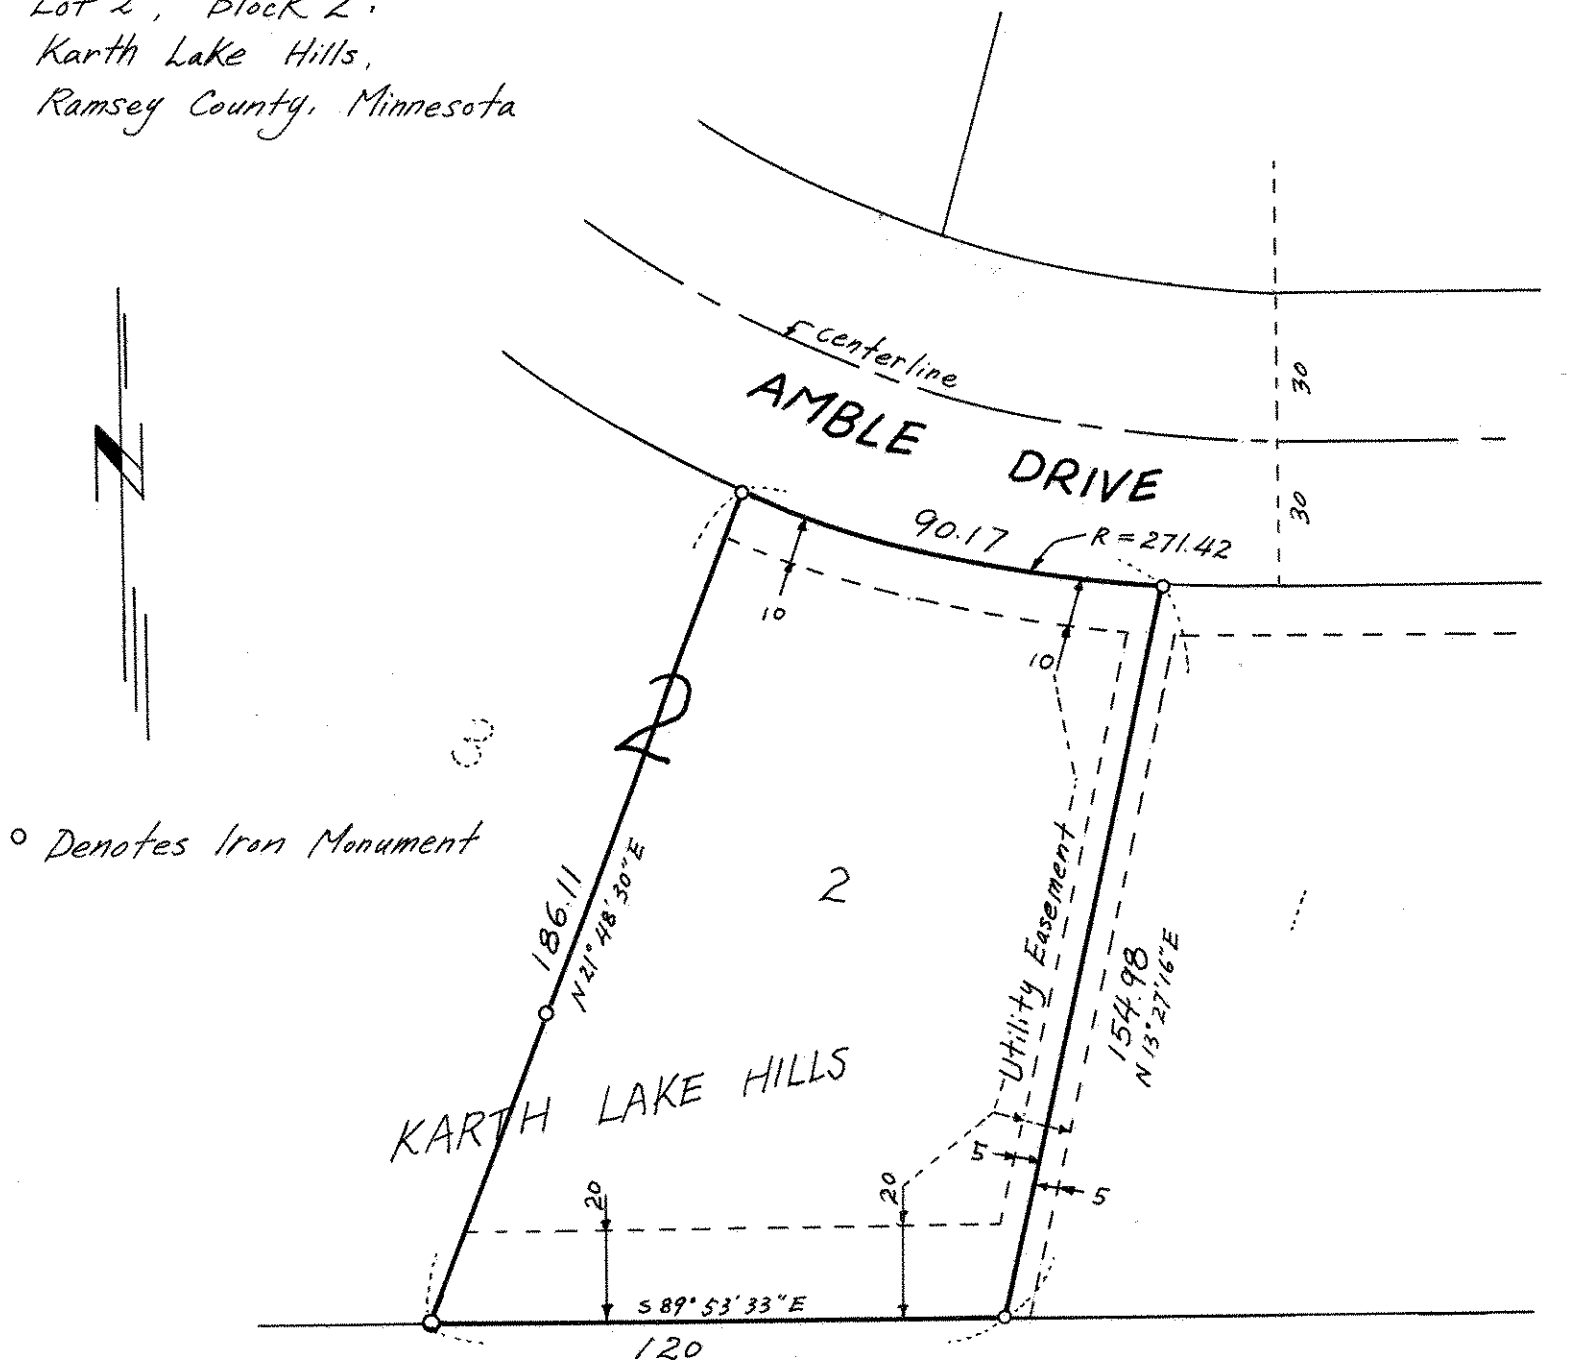 Lot 2, Block 2,
Karth Lake Hills,
Ramsey County, Minnesota
centerline
AMBLE DRIVE
30
30
90.17
R = 271.42
10
10
2
Denotes Iron Monument
186.11
N 21° 48' 30" E
2
Utility Easement
154.98
N 13° 27' 16" E
KARTH LAKE HILLS
5
5
20
20
S 89° 53' 33" E
120